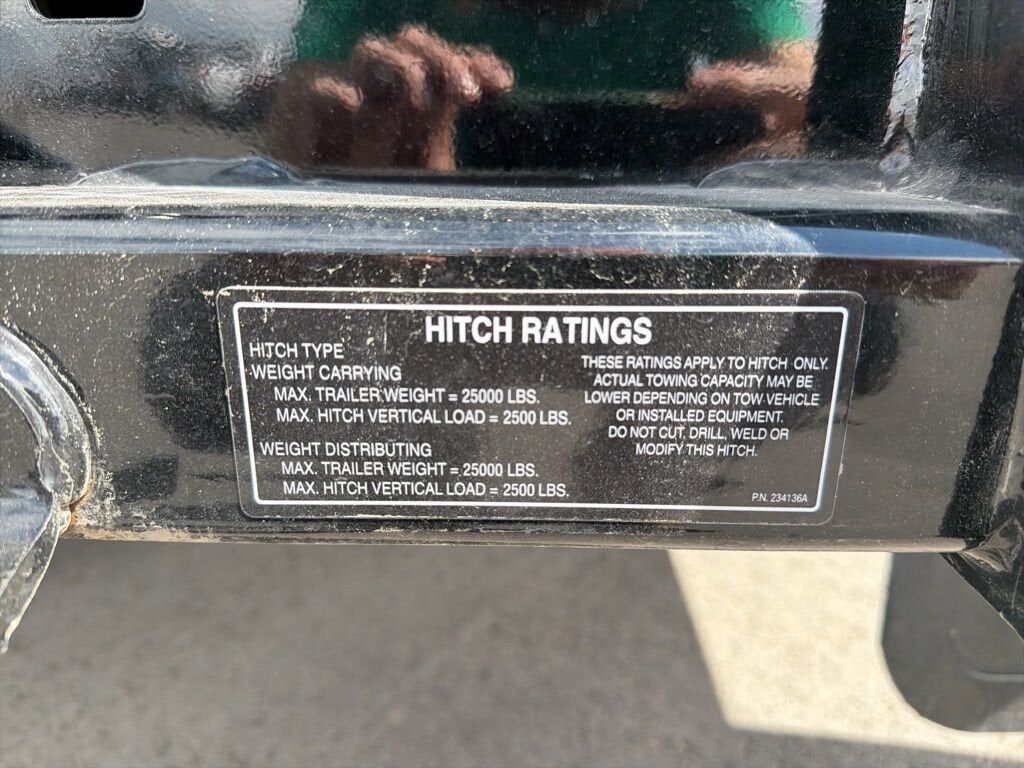 HITCH RATINGS
HITCH TYPE
WEIGHT CARRYING
MAX. TRAILER WEIGHT = 25000 LBS.
MAX. HITCH VERTICAL LOAD = 2500 LBS.
WEIGHT DISTRIBUTING
MAX. TRAILER WEIGHT = 25000 LBS.
MAX. HITCH VERTICAL LOAD = 2500 LBS.
THESE RATINGS APPLY TO HITCH ONLY.
ACTUAL TOWING CAPACITY MAY BE
LOWER DEPENDING ON TOW VEHICLE
OR INSTALLED EQUIPMENT.
DO NOT CUT, DRILL, WELD OR
MODIFY THIS HITCH.
P.N. 234136A